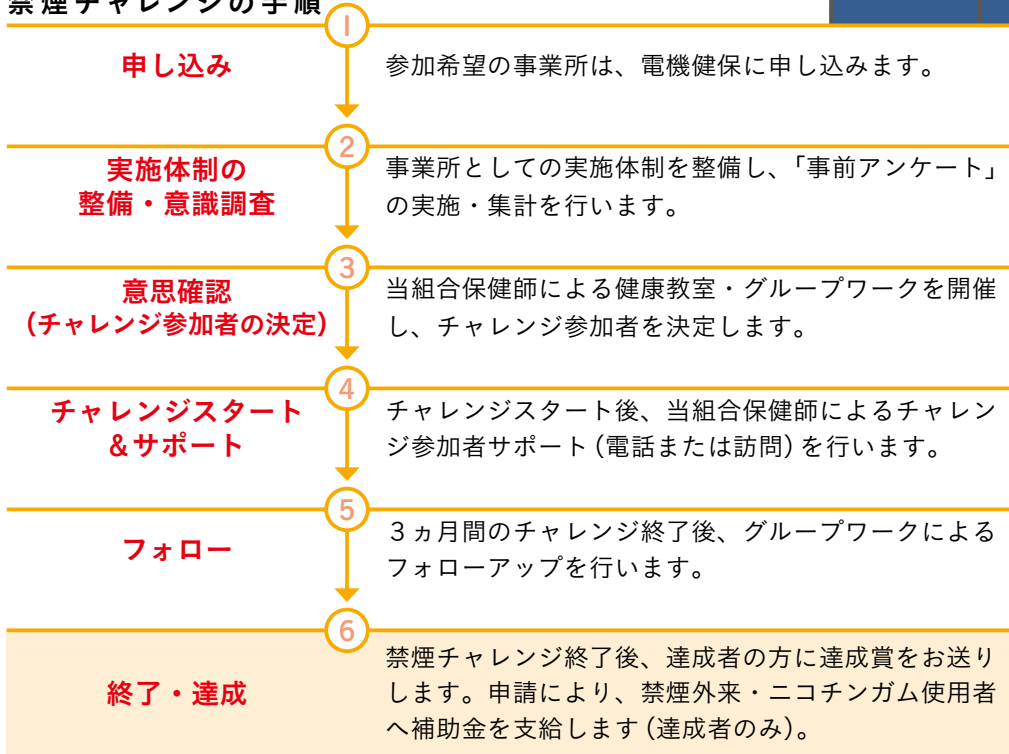 禁煙チャレンジの手順
1
申し込み
参加希望の事業所は、電機健保に申し込みます。
2
実施体制の
整備・意識調査
事業所としての実施体制を整備し、「事前アンケート」
の実施・集計を行います。
3
意思確認
(チャレンジ参加者の決定)
当組合保健師による健康教室・グループワークを開催
し、チャレンジ参加者を決定します。
4
チャレンジスタート
&サポート
チャレンジスタート後、当組合保健師によるチャレン
ジ参加者サポート(電話または訪問)を行います。
5
フォロー
3ヵ月間のチャレンジ終了後、グループワークによる
フォローアップを行います。
6
終了・達成
禁煙チャレンジ終了後、達成者の方に達成賞をお送り
します。申請により、禁煙外来・ニコチンガム使用者
へ補助金を支給します(達成者のみ)。